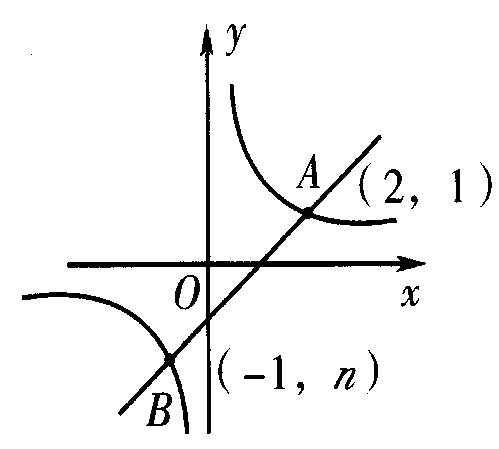 y
A
(2, 1)
O
x
(-1, n)
B